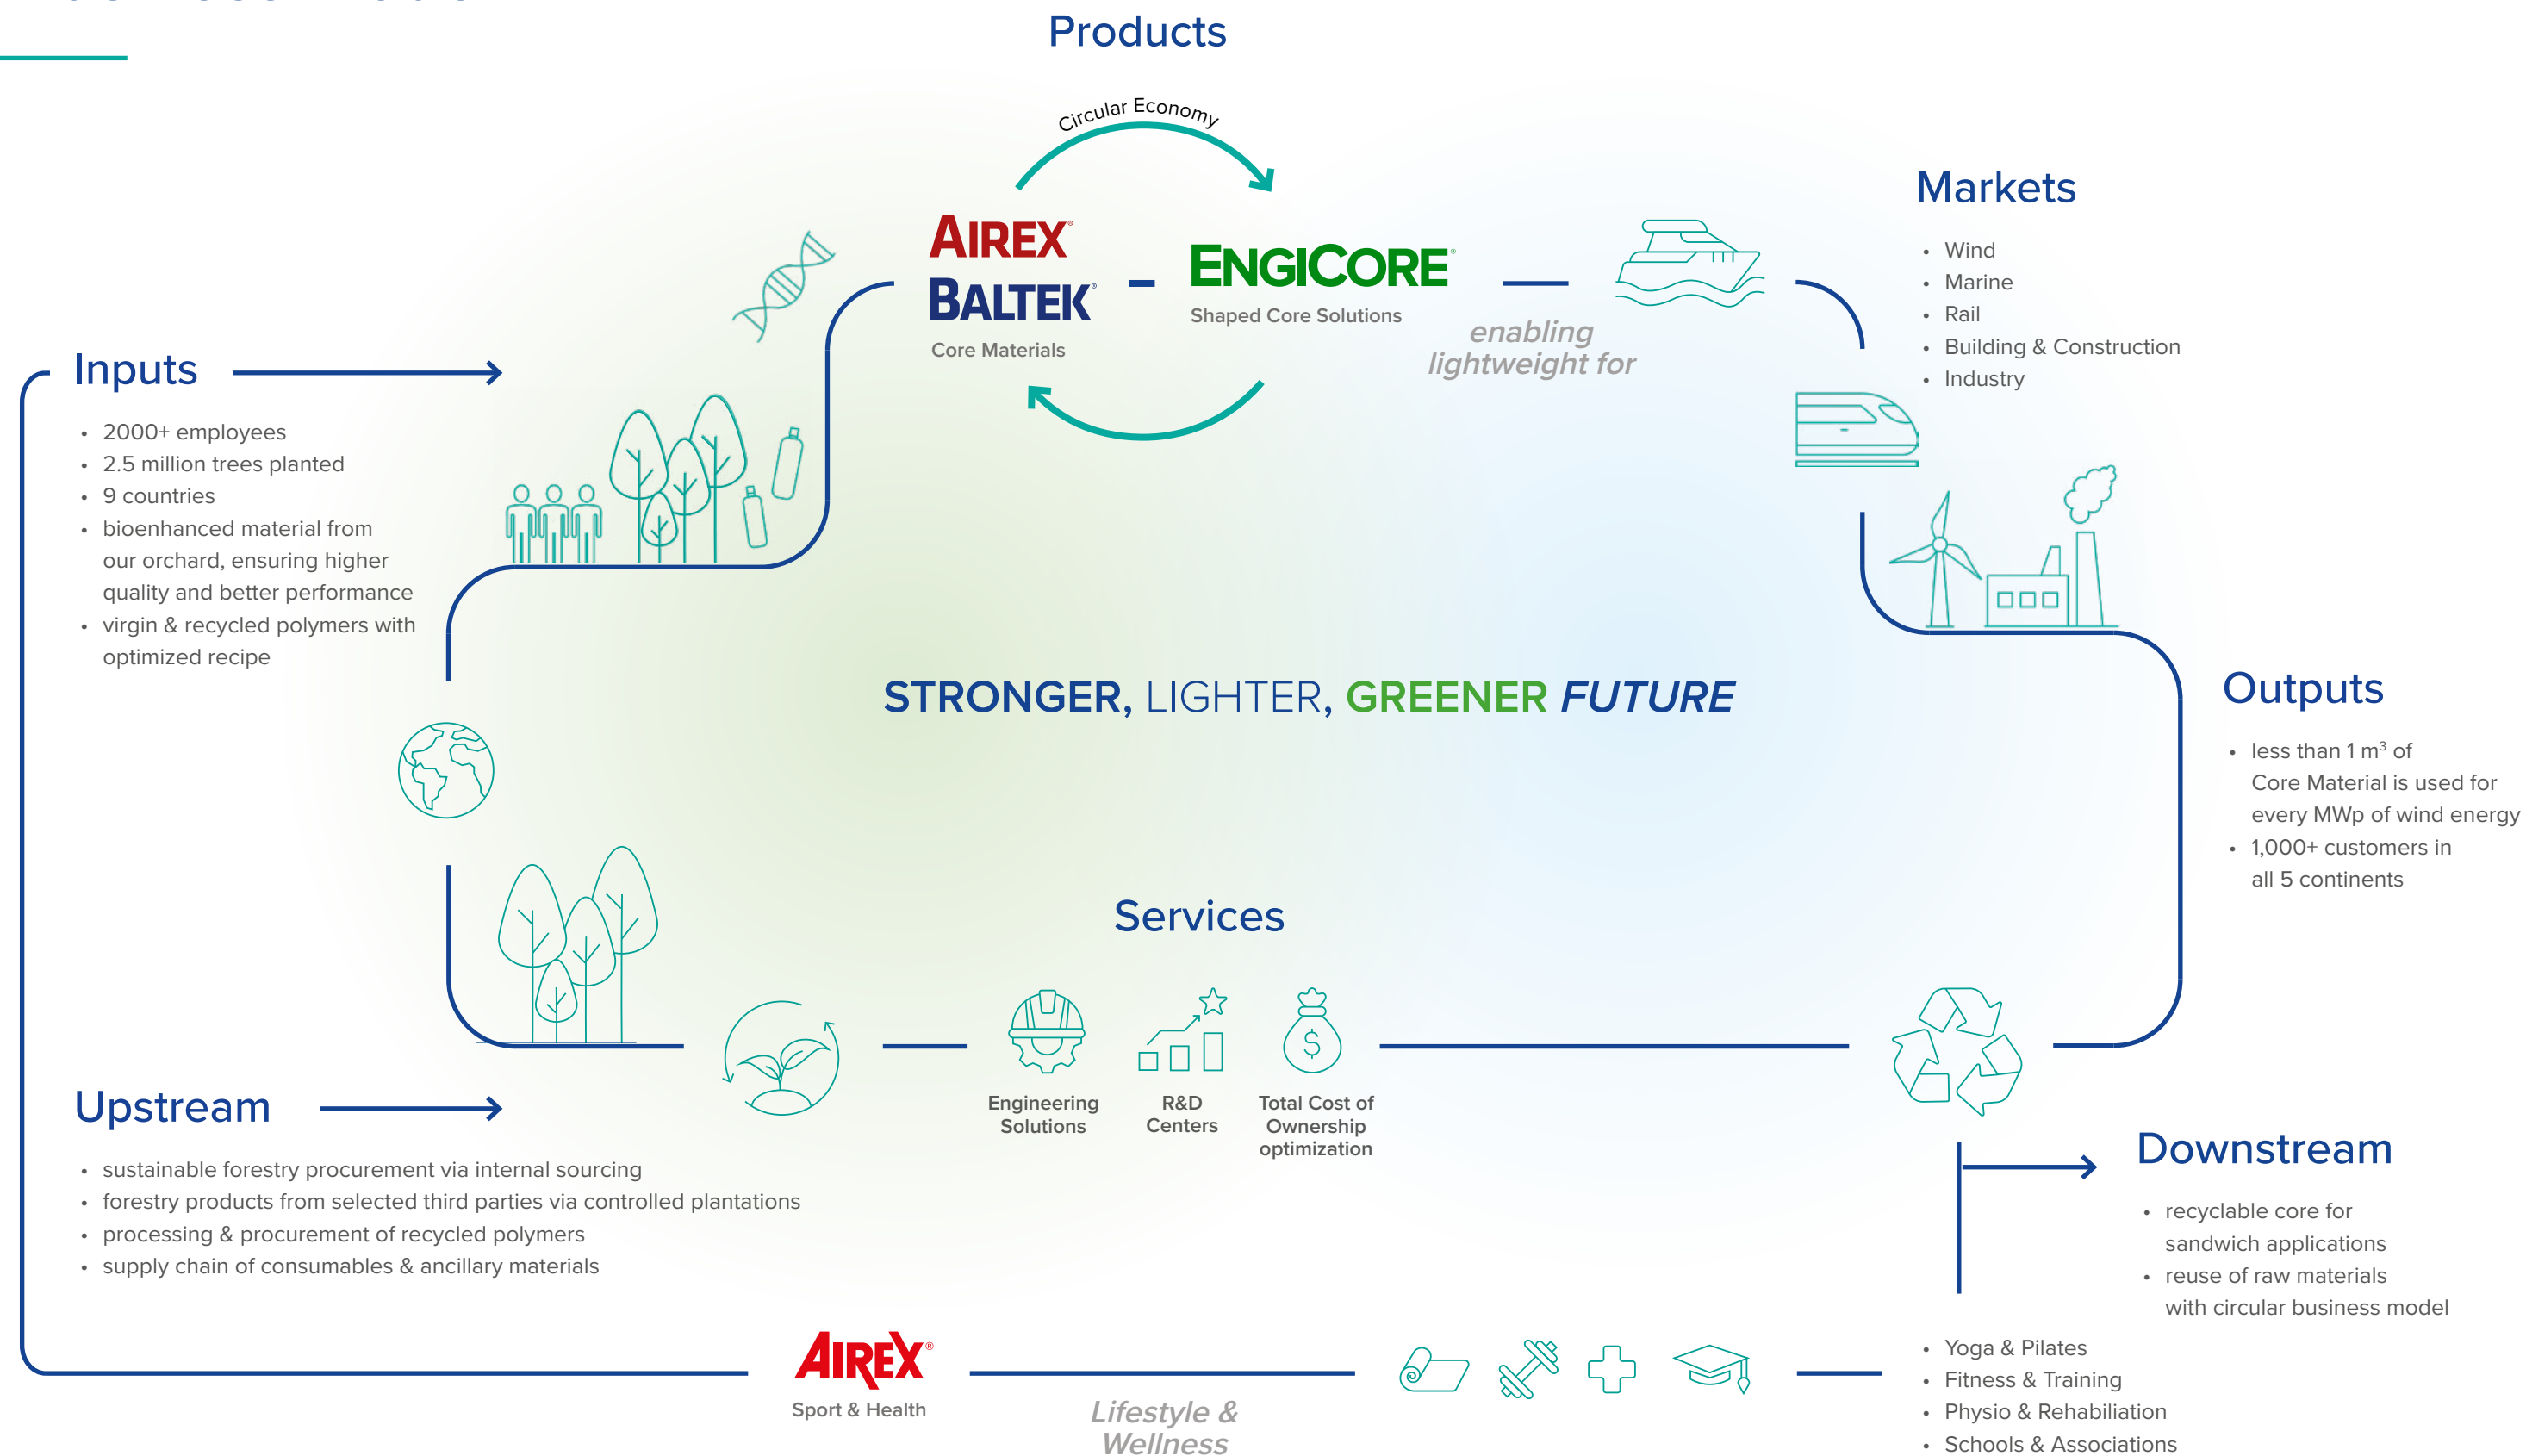 Products
Circular Economy
AIREX®
BALTEK®
Core Materials
ENGICORE®
Shaped Core Solutions
enabling
lightweight for
Markets
• Wind
• Marine
• Rail
• Building & Construction
• Industry
Inputs
• 2000+ employees
• 2.5 million trees planted
• 9 countries
• bioenhanced material from
our orchard, ensuring higher
quality and better performance
• virgin & recycled polymers with
optimized recipe
STRONGER, LIGHTER, GREENER FUTURE
Outputs
• less than 1 m³ of
Core Material is used for
every MWp of wind energy
• 1,000+ customers in
all 5 continents
Services
$
Engineering
Solutions
R&D
Centers
Total Cost of
Ownership
optimization
Upstream
• sustainable forestry procurement via internal sourcing
• forestry products from selected third parties via controlled plantations
• processing & procurement of recycled polymers
• supply chain of consumables & ancillary materials
Downstream
• recyclable core for
sandwich applications
• reuse of raw materials
with circular business model
AIREX®
Sport & Health
Lifestyle &
Wellness
• Yoga & Pilates
• Fitness & Training
• Physio & Rehabiliation
• Schools & Associations